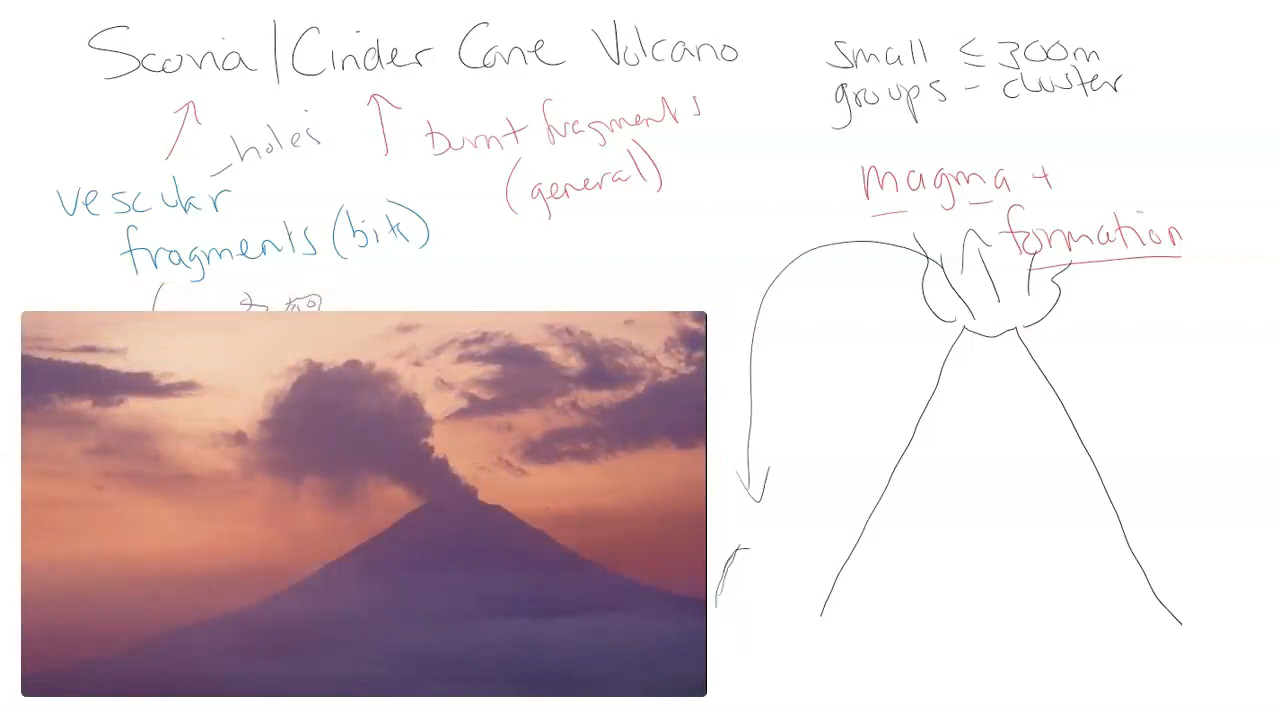 Scoria/Cinder Cone Volcano
small ≤ 300m
groups - cluster
holes
burnt fragments
(general)
vescular
fragments (bits)
magma +
formation